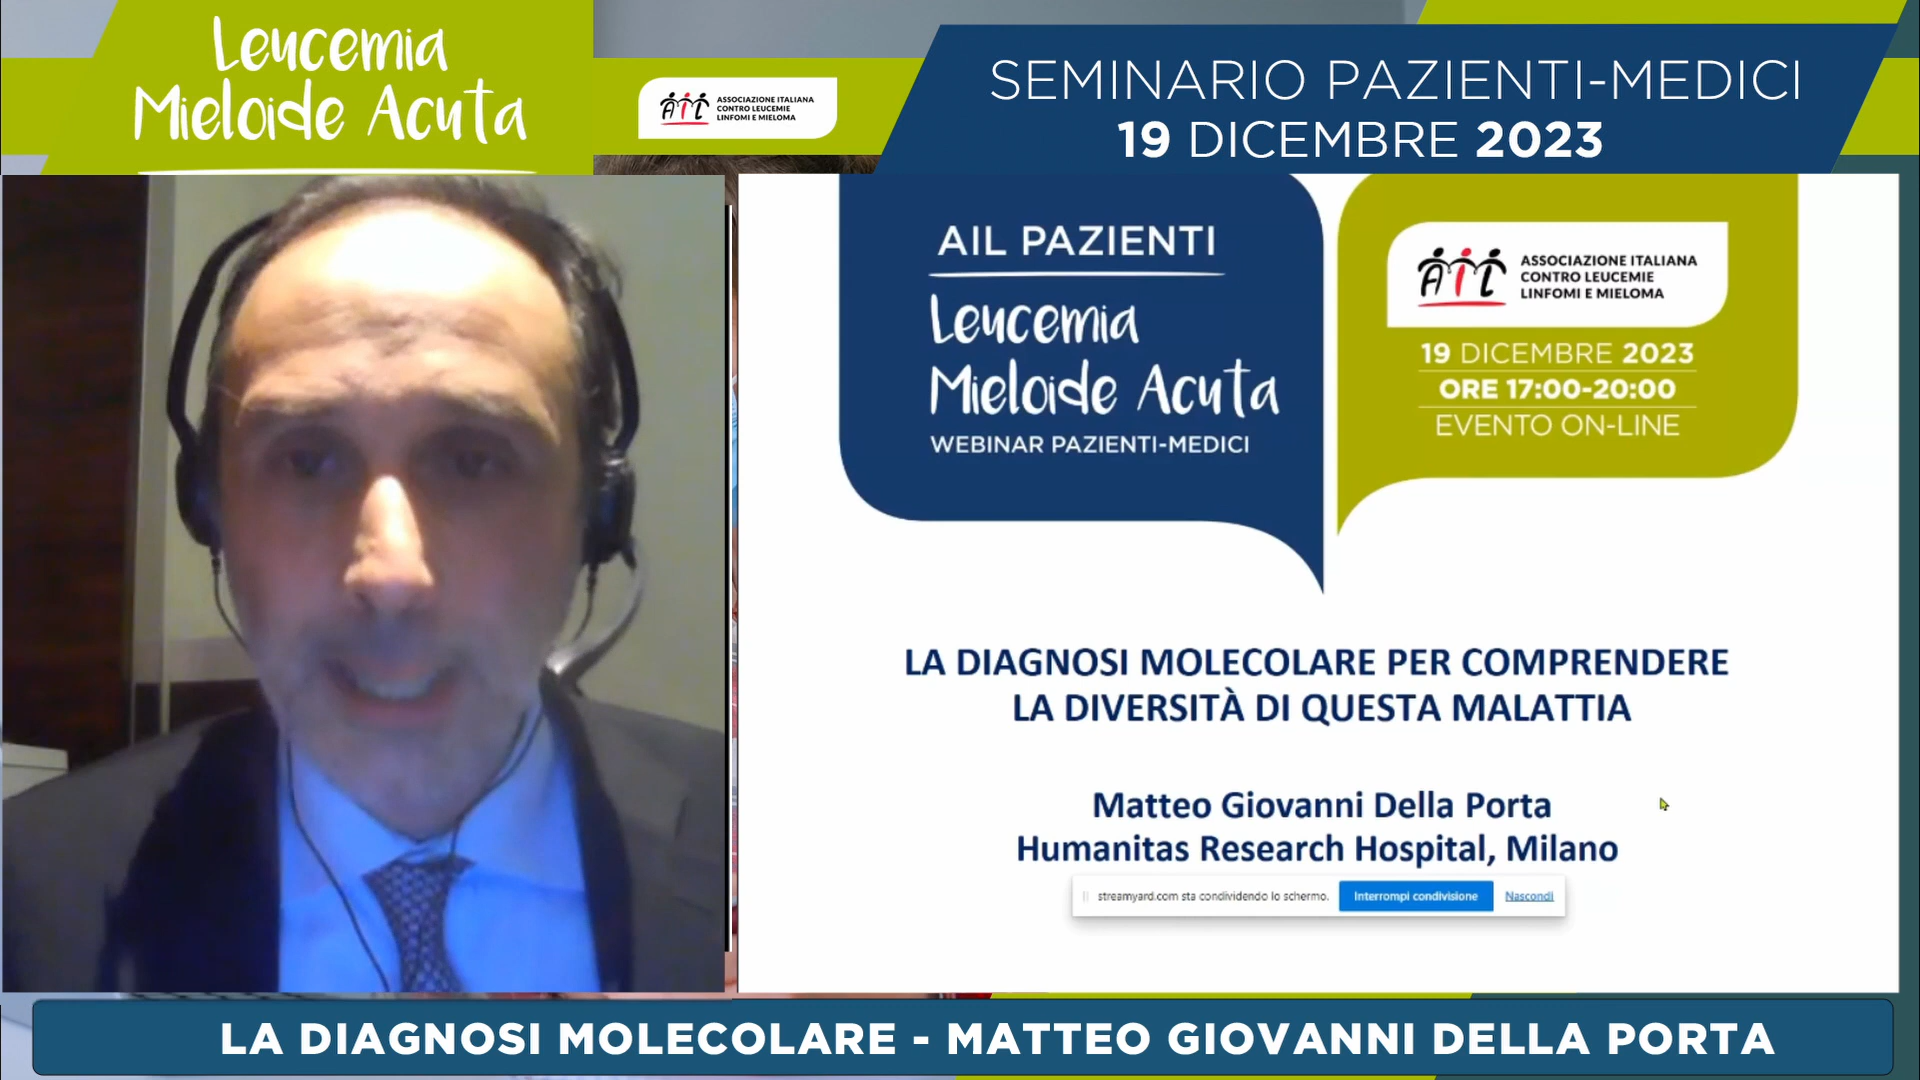 Leucemia
Mieloide Acuta
AIL
ASSOCIAZIONE ITALIANA
CONTRO LEUCEMIE
LINFOMI E MIELOMA
SEMINARIO PAZIENTI-MEDICI
19 DICEMBRE 2023
AIL PAZIENTI
Leucemia
Mieloide Acuta
WEBINAR PAZIENTI-MEDICI
AIL
ASSOCIAZIONE ITALIANA
CONTRO LEUCEMIE
LINFOMI E MIELOMA
19 DICEMBRE 2023
ORE 17:00-20:00
EVENTO ON-LINE
LA DIAGNOSI MOLECOLARE PER COMPRENDERE
LA DIVERSITÀ DI QUESTA MALATTIA
Matteo Giovanni Della Porta
Humanitas Research Hospital, Milano
streamyard.com sta condividendo lo schermo. Interrompi condivisione Nascondi
LA DIAGNOSI MOLECOLARE - MATTEO GIOVANNI DELLA PORTA